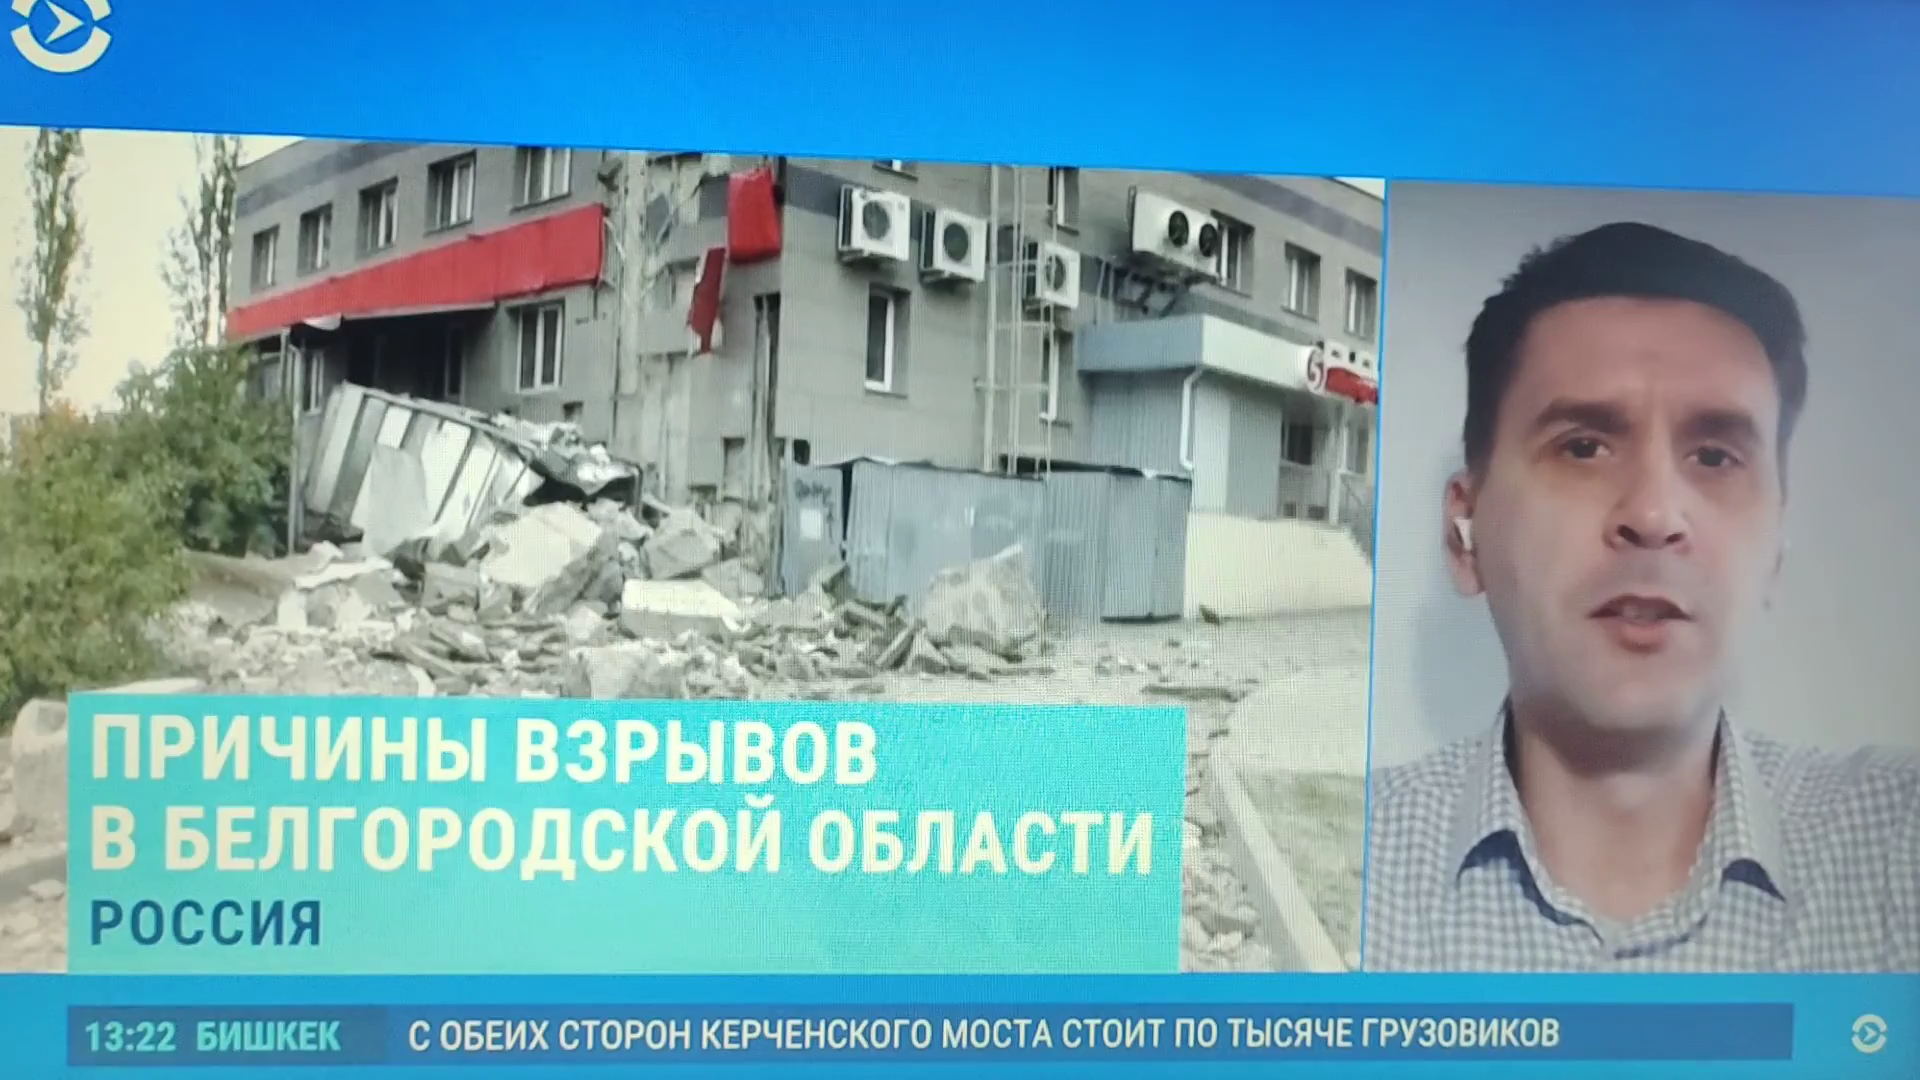 ПРИЧИНЫ ВЗРЫВОВ
В БЕЛГОРОДСКОЙ ОБЛАСТИ
РОССИЯ
13:22 БИШКЕК С ОБЕИХ СТОРОН КЕРЧЕНСКОГО МОСТА СТОИТ ПО ТЫСЯЧЕ ГРУЗОВИКОВ